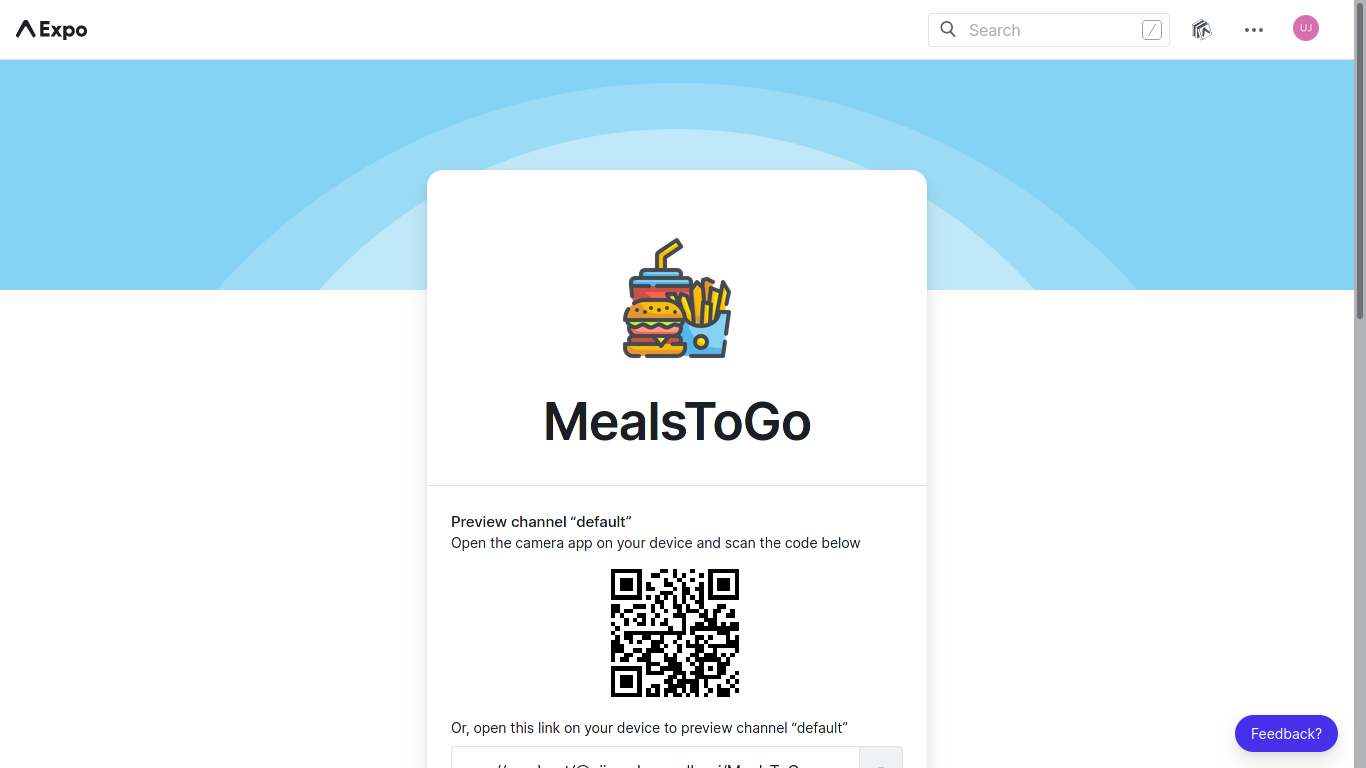 Expo
Search
/
UJ
MealsToGo
Preview channel “default”
Open the camera app on your device and scan the code below
Or, open this link on your device to preview channel “default”
Feedback?